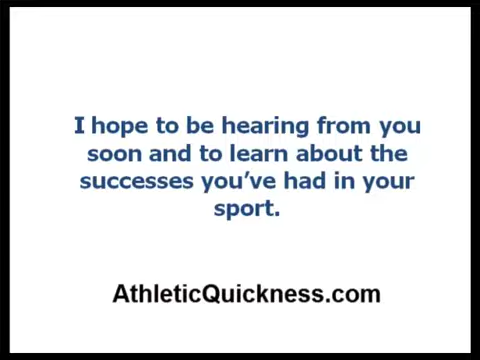 I hope to be hearing from you
soon and to learn about the
successes you’ve had in your
sport.
AthleticQuickness.com